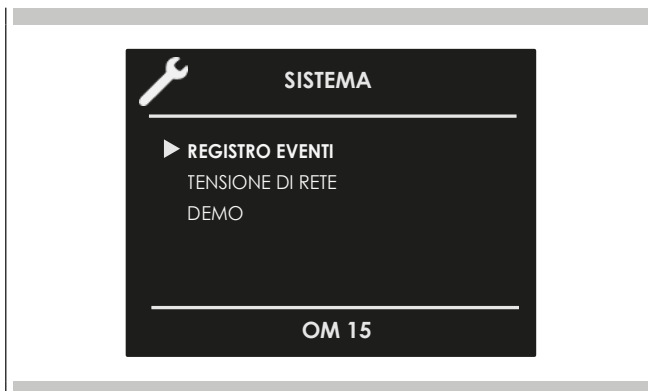 SISTEMA
REGISTRO EVENTI
TENSIONE DI RETE
DEMO
OM 15